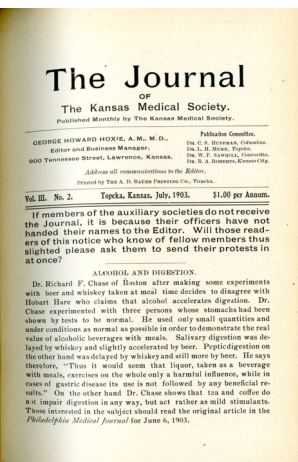 The Journal
OF
The Kansas Medical Society.
Published Monthly by The Kansas Medical Society.
GEORGE HOWARD HOXIE, A. M., M. D.,
Editor and Business Manager,
900 Tennessee Street, Lawrence, Kansas.
Publication Committee.
DR. C. S. HUFFMAN, Columbus.
DR. L. H. MUNN, Topeka.
DR. W. F. SAWHILL, Concordia.
DR. R. A. ROBERTS, Kansas City.
Address all communications to the Editor.
Printed by THE A. D. BAUER PRINTING CO., Topeka.
Vol. III. No. 2. Topeka, Kansas, July, 1903. $1.00 per Annum.
If members of the auxiliary societies do not receive
the Journal, it is because their officers have not
handed their names to the Editor. Will those read-
ers of this notice who know of fellow members thus
slighted please ask them to send their protests in
at once?
ALCOHOL AND DIGESTION.
Dr. Richard F. Chase of Boston after making some experiments
with beer and whiskey taken at meal time decides to disagree with
Hobart Hare who claims that alcohol accelerates digestion. Dr.
Chase experimented with three persons whose stomachs had been
shown by tests to be normal. He used only small quantities and
under conditions as normal as possible in order to demonstrate the real
value of alcoholic beverages with meals. Salivary digestion was de-
layed by whiskey and slightly accelerated by beer. Peptic digestion on
the other hand was delayed by whiskey and still more by beer. He says
therefore, "Thus it would seem that liquor, taken as a beverage
with meals, exercises on the whole only a harmful influence, while in
cases of gastric disease its use is not followed by any beneficial re-
sults." On the other hand Dr. Chase shows that tea and coffee do
not impair digestion in any way, but act rather as mild stimulants.
Those interested in the subject should read the original article in the
Philadelphia Medical Journal for June 6, 1903.